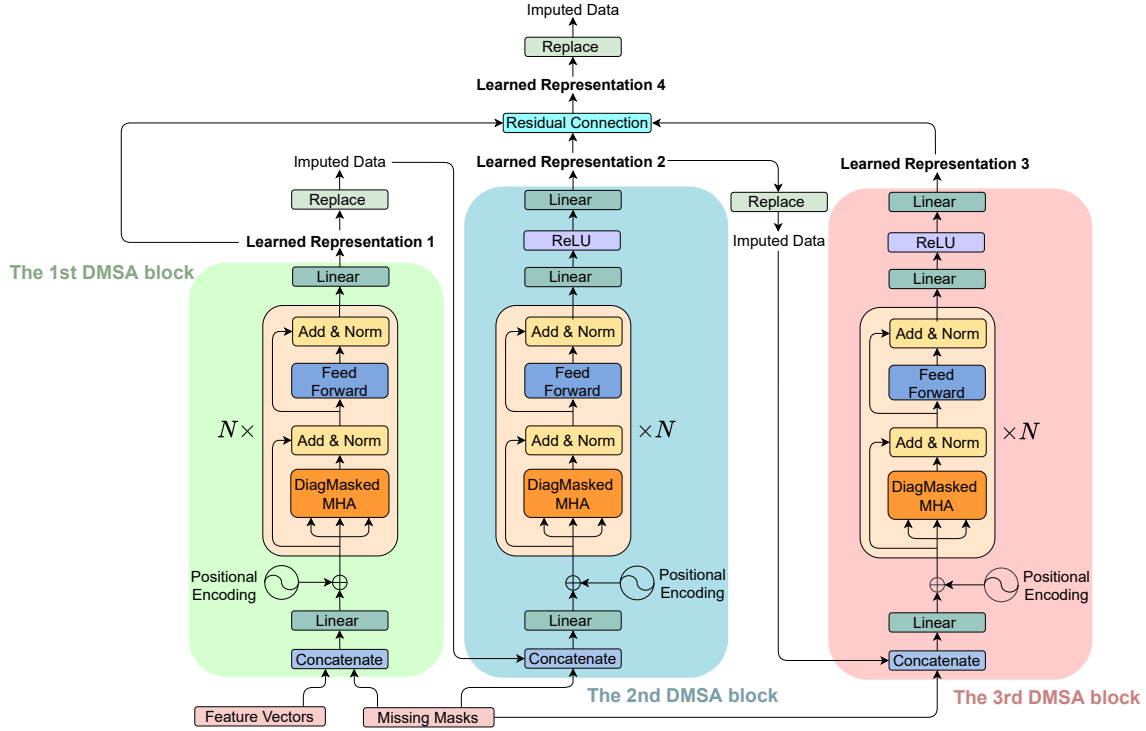 Imputed Data
Replace
Learned Representation 4
Residual Connection
Imputed Data
Replace
Learned Representation 1
The 1st DMSA block
Linear
Add & Norm
Feed
Forward
N×
Add & Norm
DiagMasked
MHA
Positional
Encoding
Linear
Concatenate
Feature Vectors
Missing Masks
Learned Representation 2
Linear
ReLU
Linear
Add & Norm
Feed
Forward
×N
Add & Norm
DiagMasked
MHA
Positional
Encoding
Linear
Concatenate
The 2nd DMSA block
Replace
Imputed Data
Learned Representation 3
Linear
ReLU
Linear
Add & Norm
Feed
Forward
×N
Add & Norm
DiagMasked
MHA
Positional
Encoding
Linear
Concatenate
The 3rd DMSA block